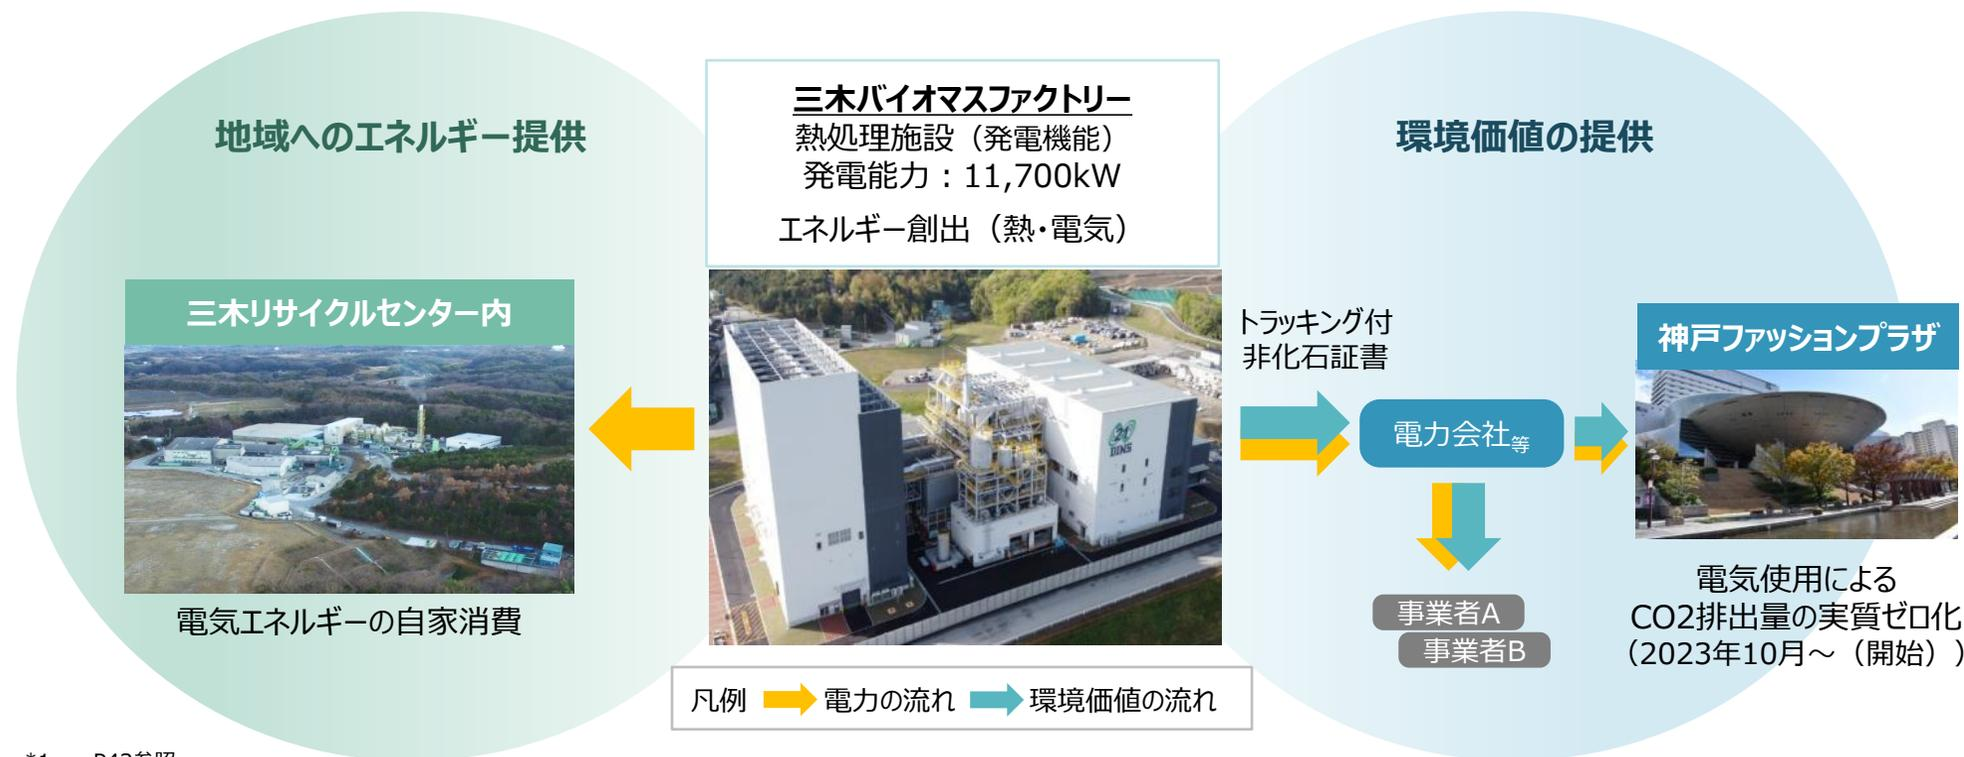 地域へのエネルギー提供
三木リサイクルセンター内
電気エネルギーの自家消費
三木バイオマスファクトリー
熱処理施設（発電機能）
発電能力：11,700kW
エネルギー創出（熱・電気）
DINS
環境価値の提供
トラッキング付
非化石証書
電力会社等
事業者A
事業者B
神戸ファッションプラザ
電気使用による
CO2排出量の実質ゼロ化
（2023年10月～（開始））
凡例 電力の流れ 環境価値の流れ